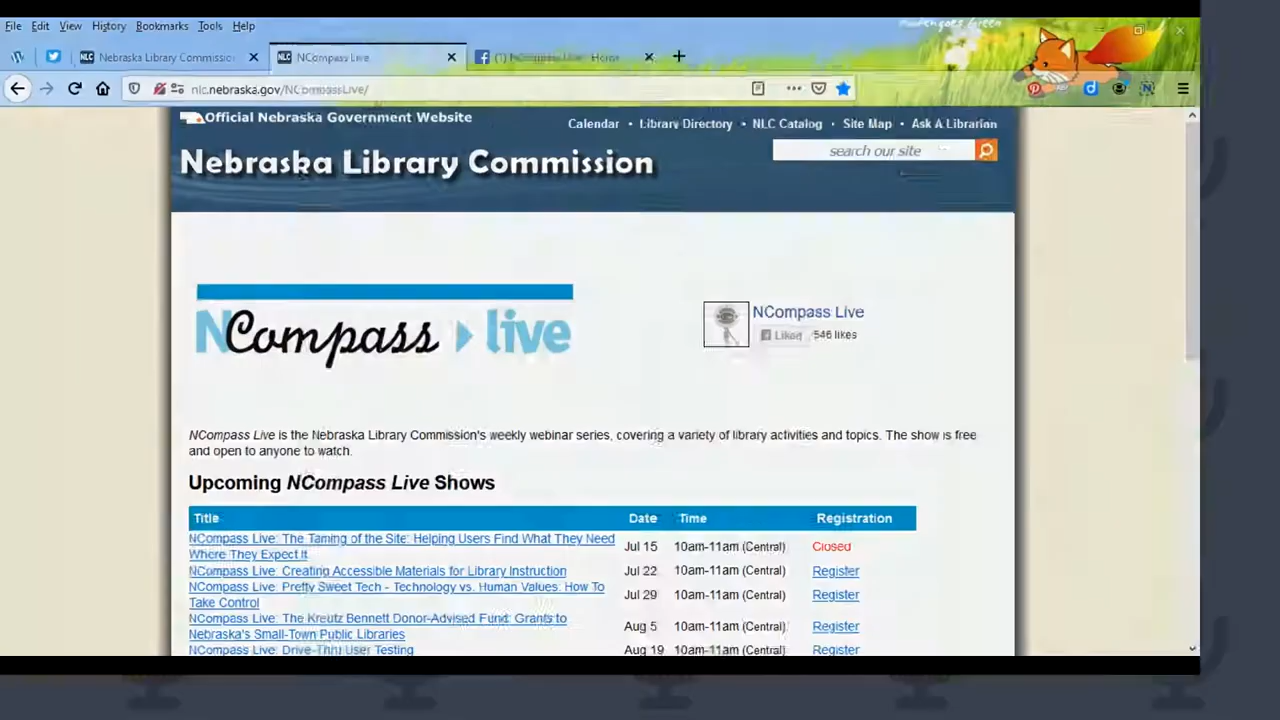 File Edit View History Bookmarks Tools Help
Nebraska Library Commission
NCompass Live
(1) NCompass Live - Home
nlc.nebraska.gov/NCompassLive/
Official Nebraska Government Website
Calendar • Library Directory • NLC Catalog • Site Map • Ask A Librarian
Nebraska Library Commission
search our site
NCompass live
NCompass Live
Liked 546 likes
NCompass Live is the Nebraska Library Commission's weekly webinar series, covering a variety of library activities and topics. The show is free
and open to anyone to watch.
Upcoming NCompass Live Shows
Title Date Time Registration
NCompass Live: The Taming of the Site: Helping Users Find What They Need
Where They Expect It
Jul 15 10am-11am (Central) Closed
NCompass Live: Creating Accessible Materials for Library Instruction Jul 22 10am-11am (Central) Register
NCompass Live: Pretty Sweet Tech - Technology vs. Human Values: How To
Take Control
Jul 29 10am-11am (Central) Register
NCompass Live: The Kreutz Bennett Donor-Advised Fund: Grants to
Nebraska's Small-Town Public Libraries
Aug 5 10am-11am (Central) Register
NCompass Live: Drive-Thru User Testing Aug 19 10am-11am (Central) Register